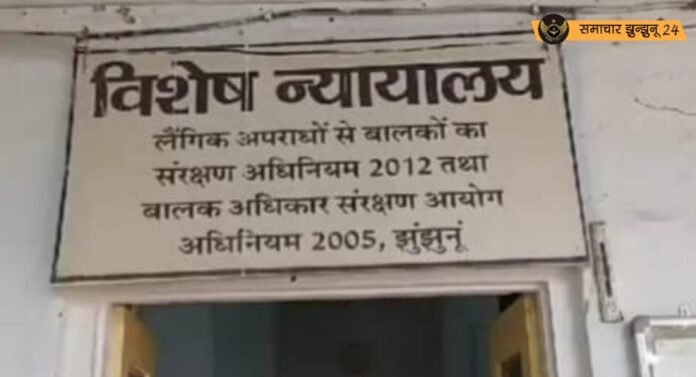 समाचार झुन्झुनू 24
विशेष न्यायालय
लैंगिक अपराधों से बालकों का
संरक्षण अधिनियम 2012 तथा
बालक अधिकार संरक्षण आयोग
अधिनियम 2005, झुंझुनूं